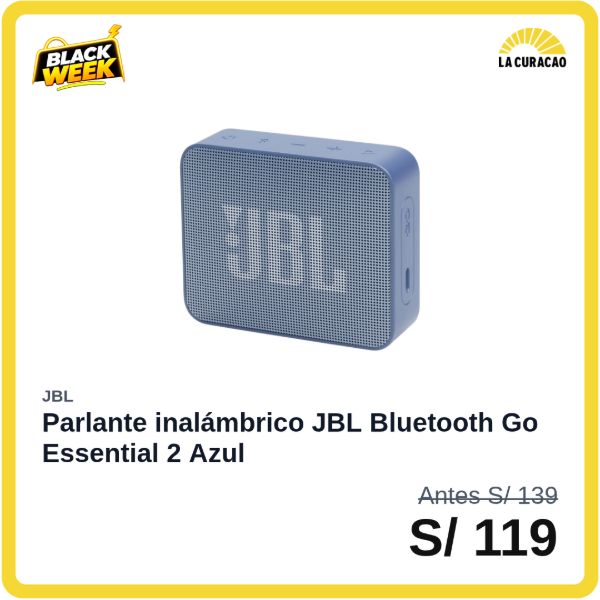 BLACK
WEEK
LA CURACAO
JBL
JBL
Parlante inalámbrico JBL Bluetooth Go
Essential 2 Azul
Antes S/ 139
S/ 119